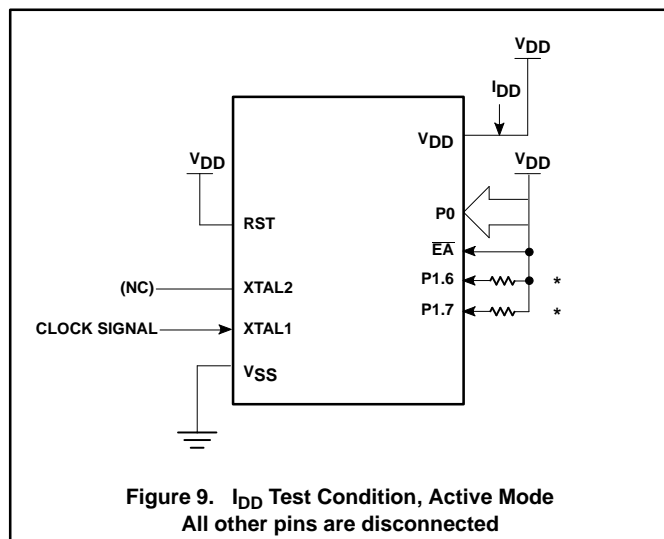 VDD
IDD
VDD
VDD
VDD
P0
RST
EA
(NC)
XTAL2
P1.6
*
CLOCK SIGNAL
XTAL1
P1.7
*
VSS
Figure 9. IDD Test Condition, Active Mode
All other pins are disconnected